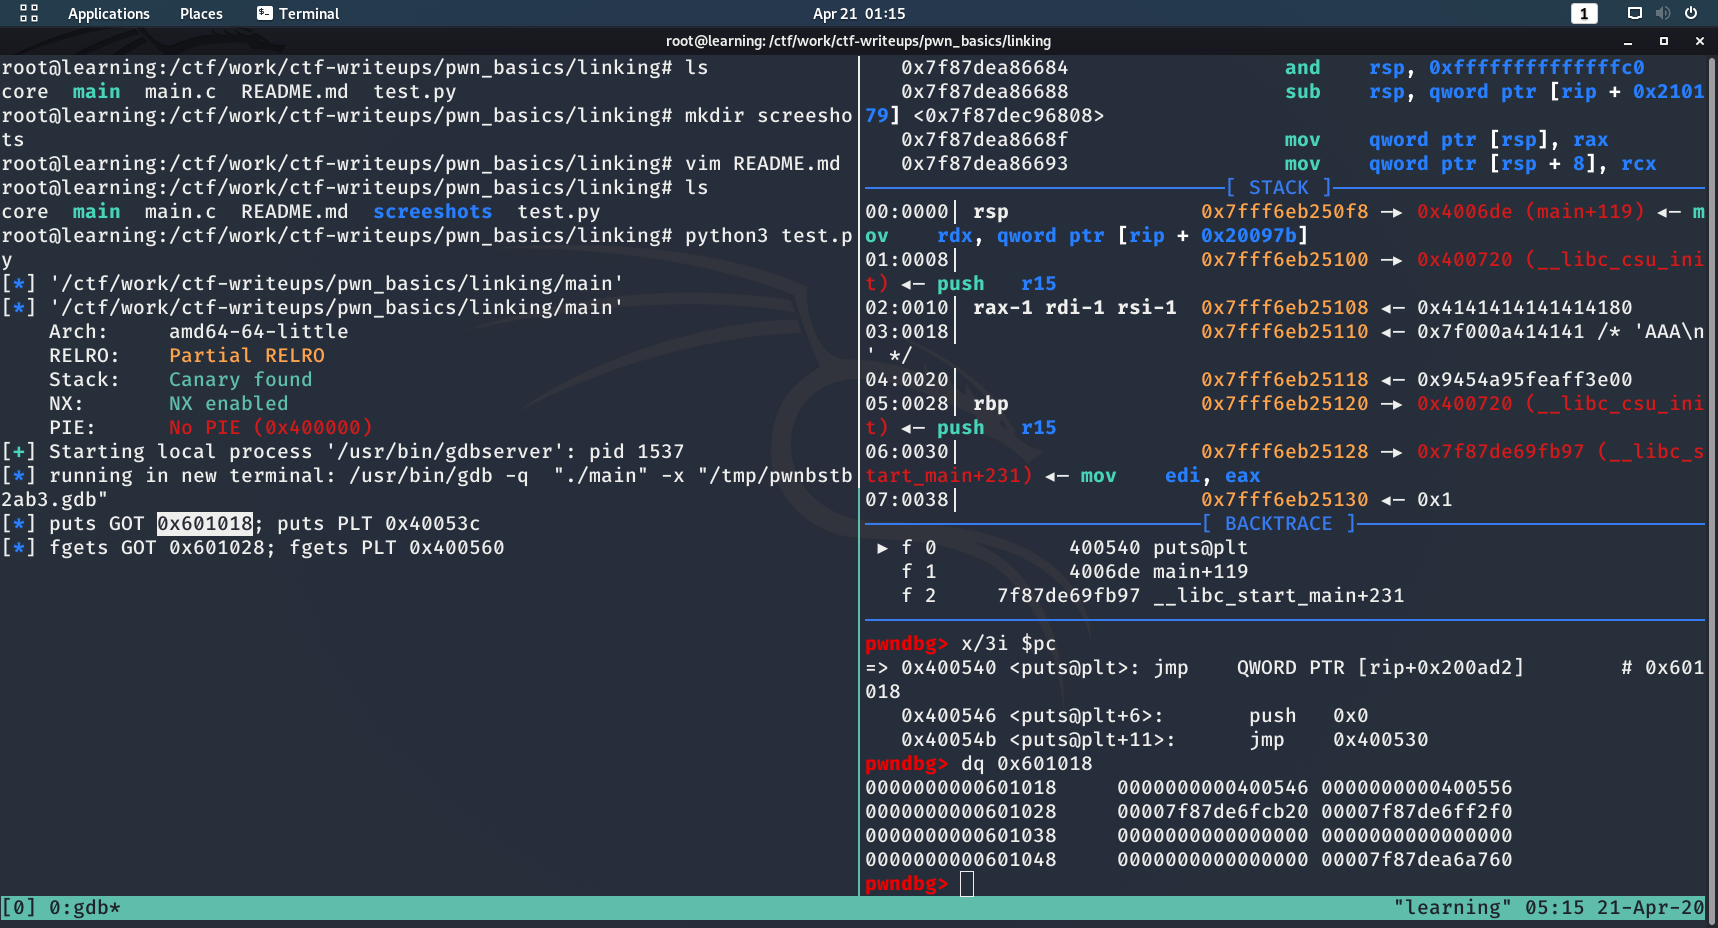 Applications Places Terminal Apr 21 01:15 1
root@learning: /ctf/work/ctf-writeups/pwn_basics/linking
root@learning:/ctf/work/ctf-writeups/pwn_basics/linking# ls
core main main.c README.md test.py
root@learning:/ctf/work/ctf-writeups/pwn_basics/linking# mkdir screesho
ts
root@learning:/ctf/work/ctf-writeups/pwn_basics/linking# vim README.md
root@learning:/ctf/work/ctf-writeups/pwn_basics/linking# ls
core main main.c README.md screeshots test.py
root@learning:/ctf/work/ctf-writeups/pwn_basics/linking# python3 test.p
y
[*] '/ctf/work/ctf-writeups/pwn_basics/linking/main'
[*] '/ctf/work/ctf-writeups/pwn_basics/linking/main'
Arch: amd64-64-little
RELRO: Partial RELRO
Stack: Canary found
NX: NX enabled
PIE: No PIE (0x400000)
[+] Starting local process '/usr/bin/gdbserver': pid 1537
[*] running in new terminal: /usr/bin/gdb -q "./main" -x "/tmp/pwnbstb
2ab3.gdb"
[*] puts GOT 0x601018; puts PLT 0x40053c
[*] fgets GOT 0x601028; fgets PLT 0x400560
0x7f87dea86684 and rsp, 0xffffffffffffffc0
0x7f87dea86688 sub rsp, qword ptr [rip + 0x2101
79] <0x7f87dec96808>
0x7f87dea8668f mov qword ptr [rsp], rax
0x7f87dea86693 mov qword ptr [rsp + 8], rcx
[ STACK ]
00:0000│ rsp 0x7fff6eb250f8 —▸ 0x4006de (main+119) ◂— m
ov rdx, qword ptr [rip + 0x20097b]
01:0008│ 0x7fff6eb25100 —▸ 0x400720 (__libc_csu_ini
t) ◂— push r15
02:0010│ rax-1 rdi-1 rsi-1 0x7fff6eb25108 ◂— 0x4141414141414180
03:0018│ 0x7fff6eb25110 ◂— 0x7f000a414141 /* 'AAA\n
' */
04:0020│ 0x7fff6eb25118 ◂— 0x9454a95feaff3e00
05:0028│ rbp 0x7fff6eb25120 —▸ 0x400720 (__libc_csu_ini
t) ◂— push r15
06:0030│ 0x7fff6eb25128 —▸ 0x7f87de69fb97 (__libc_s
tart_main+231) ◂— mov edi, eax
07:0038│ 0x7fff6eb25130 ◂— 0x1
[ BACKTRACE ]
► f 0 400540 puts@plt
f 1 4006de main+119
f 2 7f87de69fb97 __libc_start_main+231
pwndbg> x/3i $pc
=> 0x400540 <puts@plt>: jmp QWORD PTR [rip+0x200ad2] # 0x601
018
0x400546 <puts@plt+6>: push 0x0
0x40054b <puts@plt+11>: jmp 0x400530
pwndbg> dq 0x601018
0000000000601018 0000000000400546 0000000000400556
0000000000601028 00007f87de6fcb20 00007f87de6ff2f0
0000000000601038 0000000000000000 0000000000000000
0000000000601048 0000000000000000 00007f87dea6a760
pwndbg>
[0] 0:gdb* "learning" 05:15 21-Apr-20